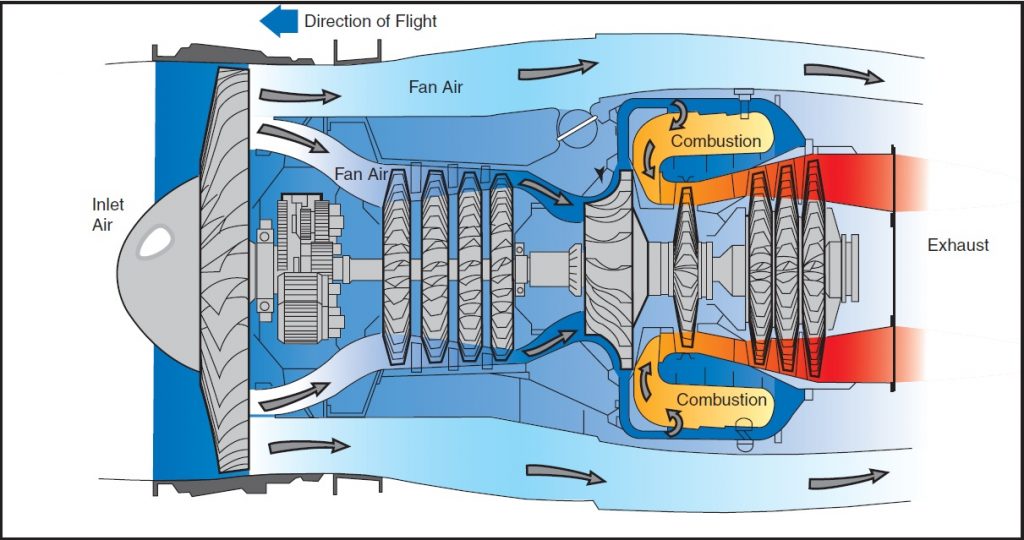 Direction of Flight
Fan Air
Combustion
Fan Air
Inlet
Air
Exhaust
Combustion